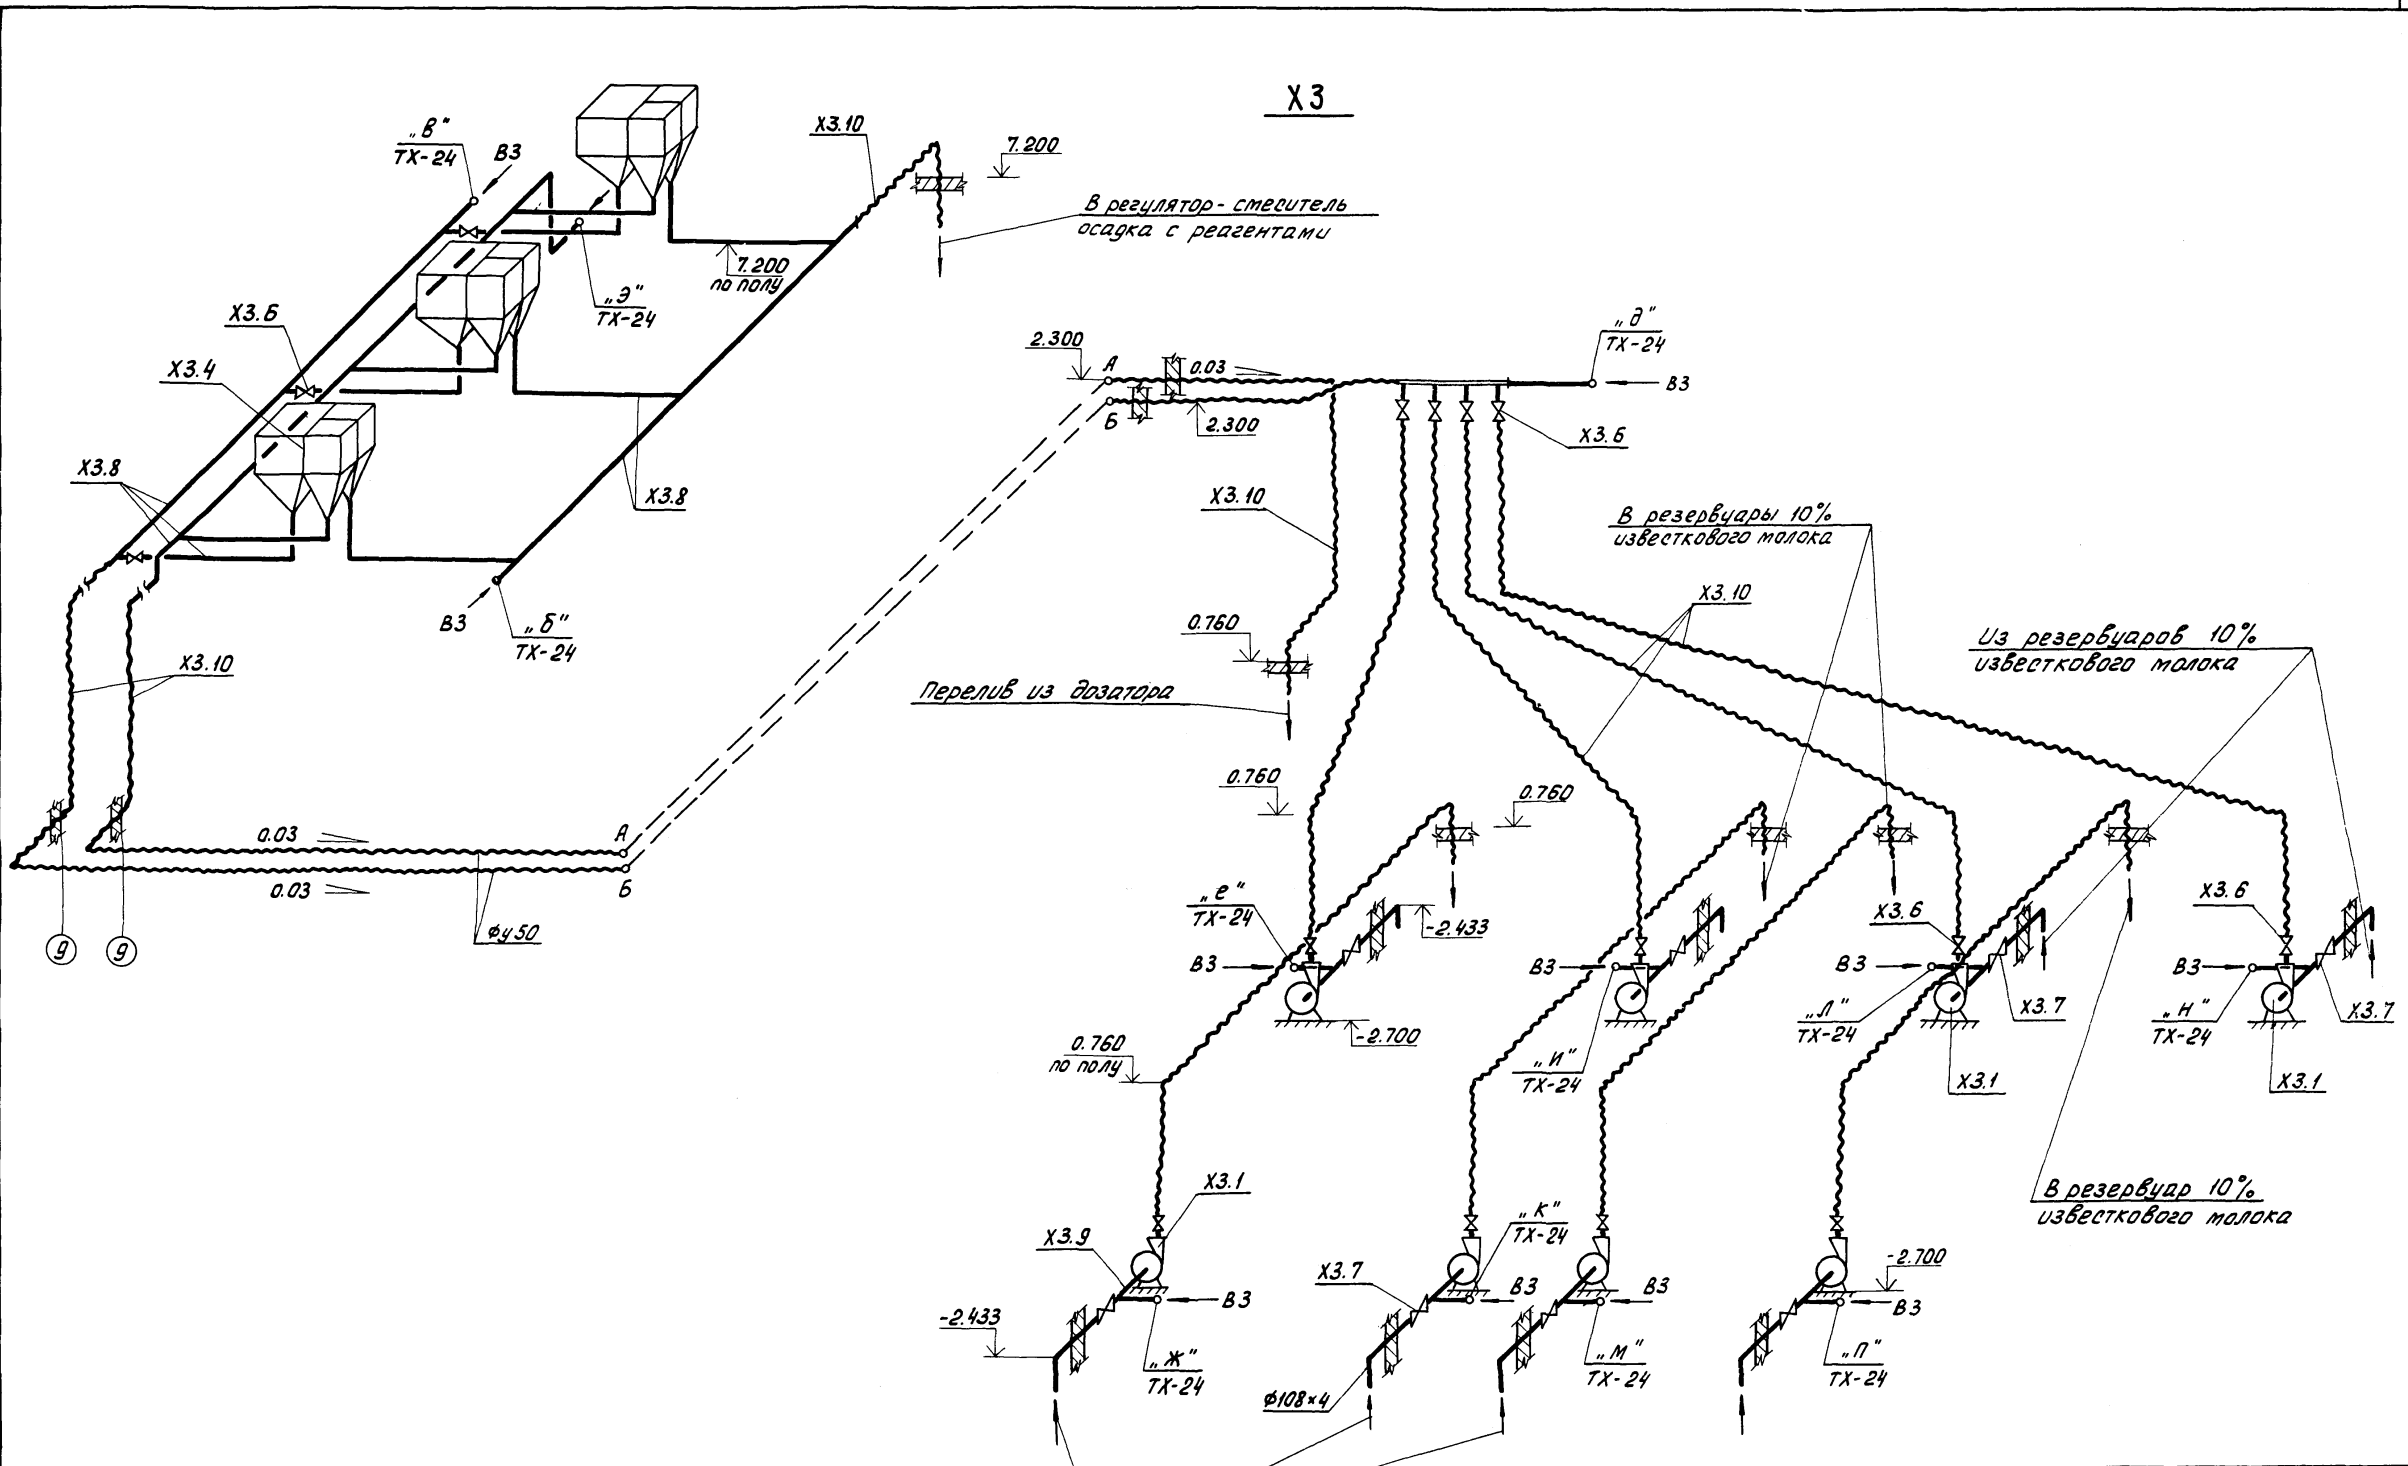 Х3
„В“
ТХ-24
В3
Х3.10
7.200
В регулятор-смеситель
осадка с реагентами
7.200
по полу
„Э“
ТХ-24
Х3.6
Х3.4
Х3.8
Х3.8
В3
„б“
ТХ-24
Х3.10
0.03
А
0.03
Б
фу50
9
9
2.300
А
0.03
Б
2.300
„д“
ТХ-24
В3
Х3.6
Х3.10
В резервуары 10%
известкового молока
Х3.10
Из резервуаров 10%
известкового молока
0.760
Перелив из дозатора
0.760
0.760
„е“
ТХ-24
-2.433
В3
-2.700
В3
„И“
ТХ-24
Х3.6
В3
„Л“
ТХ-24
Х3.7
Х3.1
Х3.6
В3
„Н“
ТХ-24
Х3.7
Х3.1
0.760
по полу
В резервуар 10%
известкового молока
Х3.1
Х3.9
В3
-2.433
„Ж“
ТХ-24
„К“
ТХ-24
Х3.7
В3
ф108×4
В3
„М“
ТХ-24
-2.700
В3
„П“
ТХ-24